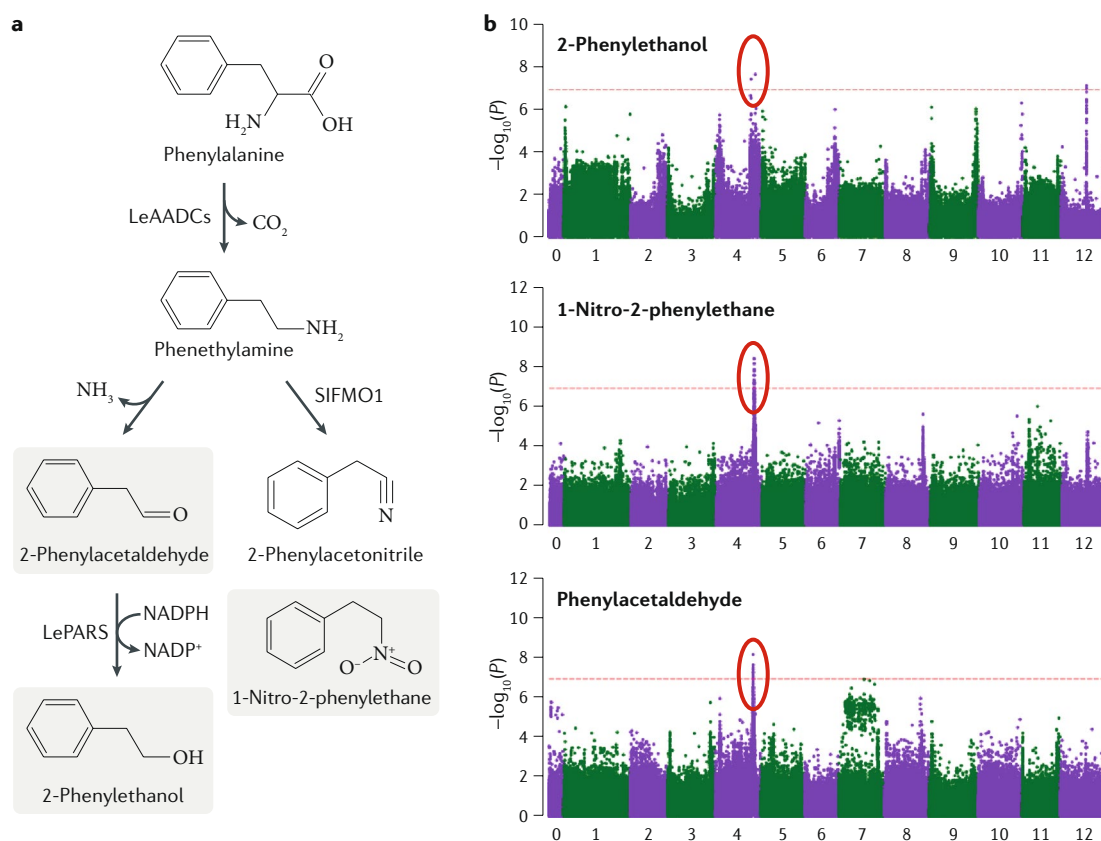 a
O
H₂N
OH
Phenylalanine
LeAADCs
CO₂
NH₂
Phenethylamine
NH₃
SlFMO1
O
N
2-Phenylacetaldehyde
2-Phenylacetonitrile
LePARS
NADPH
NADP⁺
O⁻
N⁺
O
1-Nitro-2-phenylethane
OH
2-Phenylethanol
b
2-Phenylethanol
−log₁₀(P)
10
8
6
4
2
0
0 1 2 3 4 5 6 7 8 9 10 11 12
1-Nitro-2-phenylethane
−log₁₀(P)
12
10
8
6
4
2
0
0 1 2 3 4 5 6 7 8 9 10 11 12
Phenylacetaldehyde
−log₁₀(P)
12
10
8
6
4
2
0
0 1 2 3 4 5 6 7 8 9 10 11 12